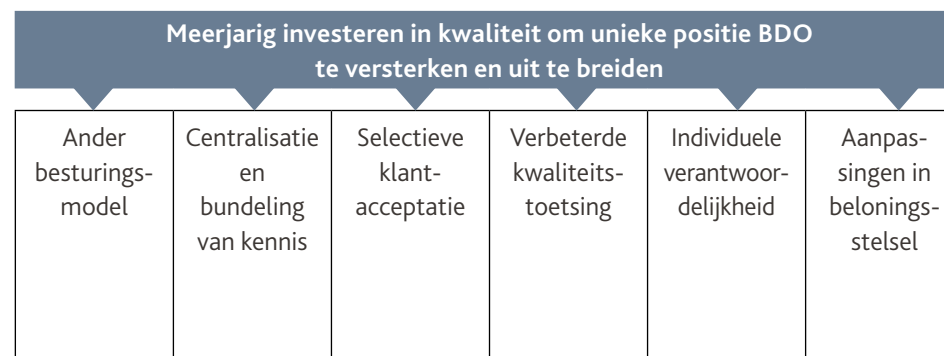 Meerjarig investeren in kwaliteit om unieke positie BDO
te versterken en uit te breiden
Ander
besturings-
model
Centralisatie
en
bundeling
van kennis
Selectieve
klant-
acceptatie
Verbeterde
kwaliteits-
toetsing
Individuele
verantwoor-
delijkheid
Aanpas-
singen in
belonings-
stelsel